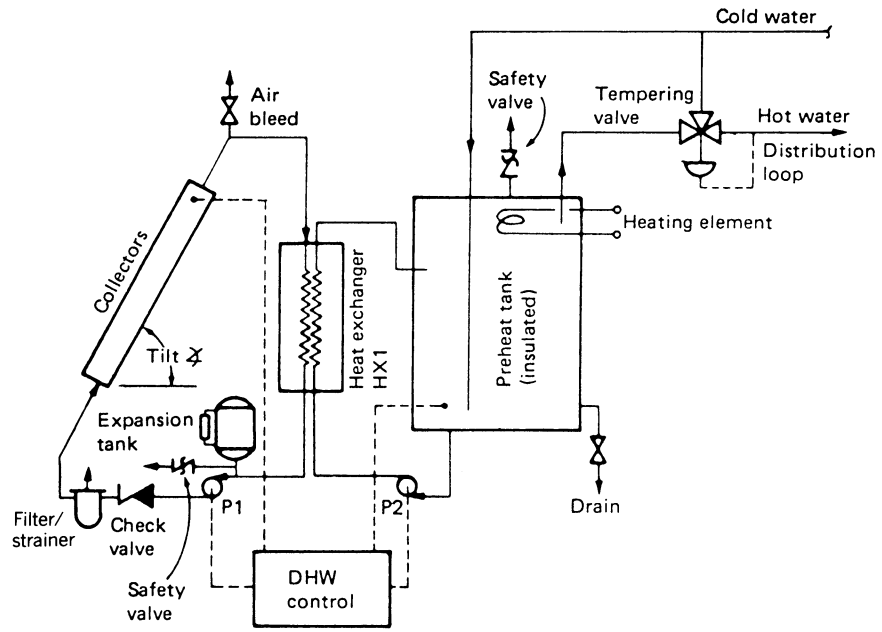 Cold water
Safety
valve
Tempering
valve
Hot water
Distribution
loop
Air
bleed
Heating element
Collectors
Tilt
Heat exchanger
HX1
Preheat tank
(insulated)
Expansion
tank
P1
P2
Filter/
strainer
Check
valve
Safety
valve
DHW
control
Drain